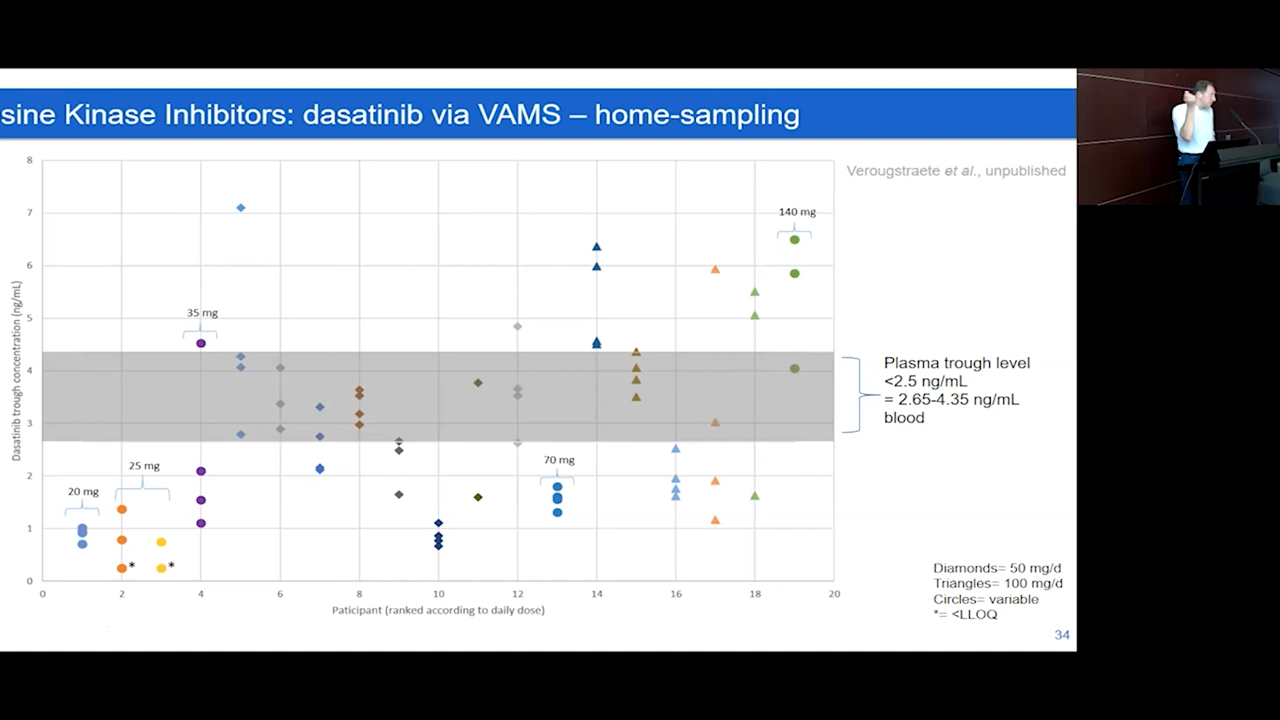 sine Kinase Inhibitors: dasatinib via VAMS – home-sampling
Verougstraete et al., unpublished
8
7
6
5
4
3
2
1
0
Dasatinib trough concentration (ng/mL)
20 mg
25 mg
35 mg
70 mg
140 mg
*
*
0 2 4 6 8 10 12 14 16 18 20
Paticipant (ranked according to daily dose)
Plasma trough level
<2.5 ng/mL
= 2.65-4.35 ng/mL
blood
Diamonds= 50 mg/d
Triangles= 100 mg/d
Circles= variable
*= <LLOQ
34